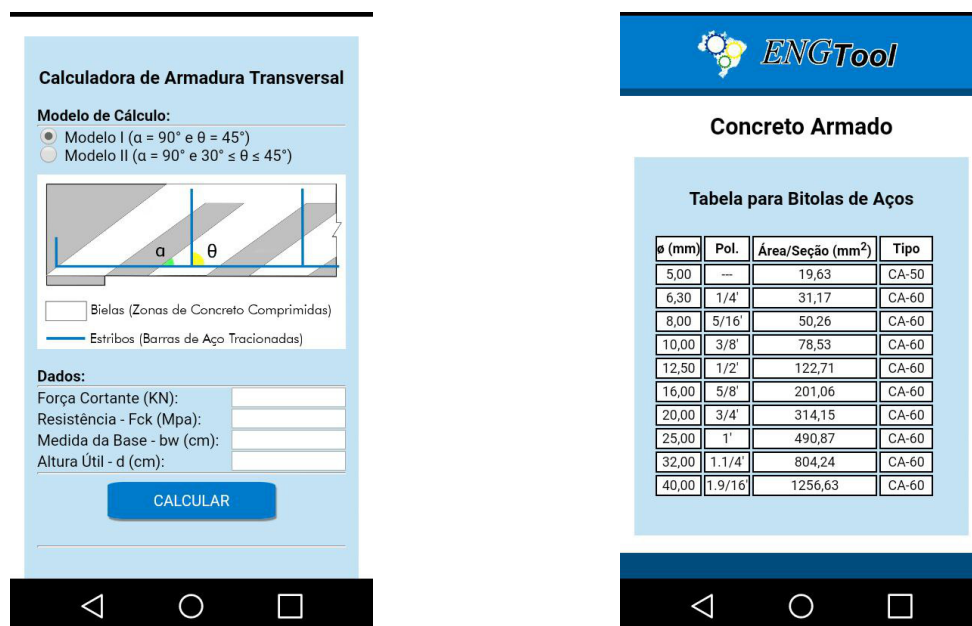 Calculadora de Armadura Transversal
Modelo de Cálculo:
Modelo I (α = 90° e θ = 45°)
Modelo II (α = 90° e 30° ≤ θ ≤ 45°)
α θ
Bielas (Zonas de Concreto Comprimidas)
Estribos (Barras de Aço Tracionadas)
Dados:
Força Cortante (KN):
Resistência - Fck (Mpa):
Medida da Base - bw (cm):
Altura Útil - d (cm):
CALCULAR
ENGTool
Concreto Armado
Tabela para Bitolas de Aços
ø (mm) Pol. Área/Seção (mm²) Tipo
5,00 --- 19,63 CA-50
6,30 1/4' 31,17 CA-60
8,00 5/16' 50,26 CA-60
10,00 3/8' 78,53 CA-60
12,50 1/2' 122,71 CA-60
16,00 5/8' 201,06 CA-60
20,00 3/4' 314,15 CA-60
25,00 1' 490,87 CA-60
32,00 1.1/4' 804,24 CA-60
40,00 1.9/16' 1256,63 CA-60